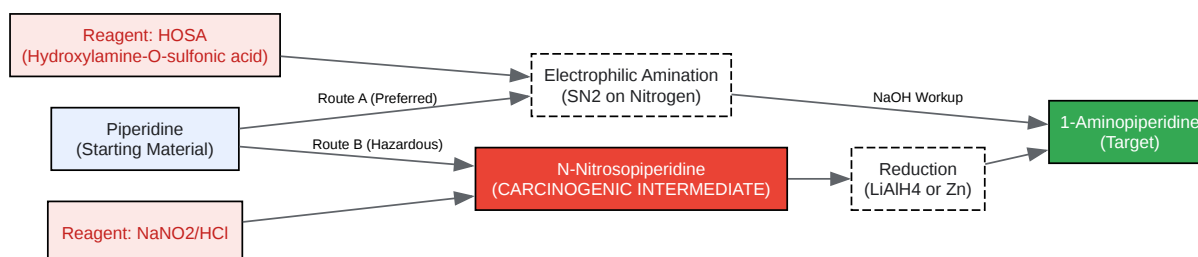 Reagent: HOSA
(Hydroxylamine-O-sulfonic acid)
Electrophilic Amination
(SN2 on Nitrogen)
Route A (Preferred)
NaOH Workup
Piperidine
(Starting Material)
1-Aminopiperidine
(Target)
Route B (Hazardous)
N-Nitrosopiperidine
(CARCINOGENIC INTERMEDIATE)
Reduction
(LiAlH4 or Zn)
Reagent: NaNO2/HCl